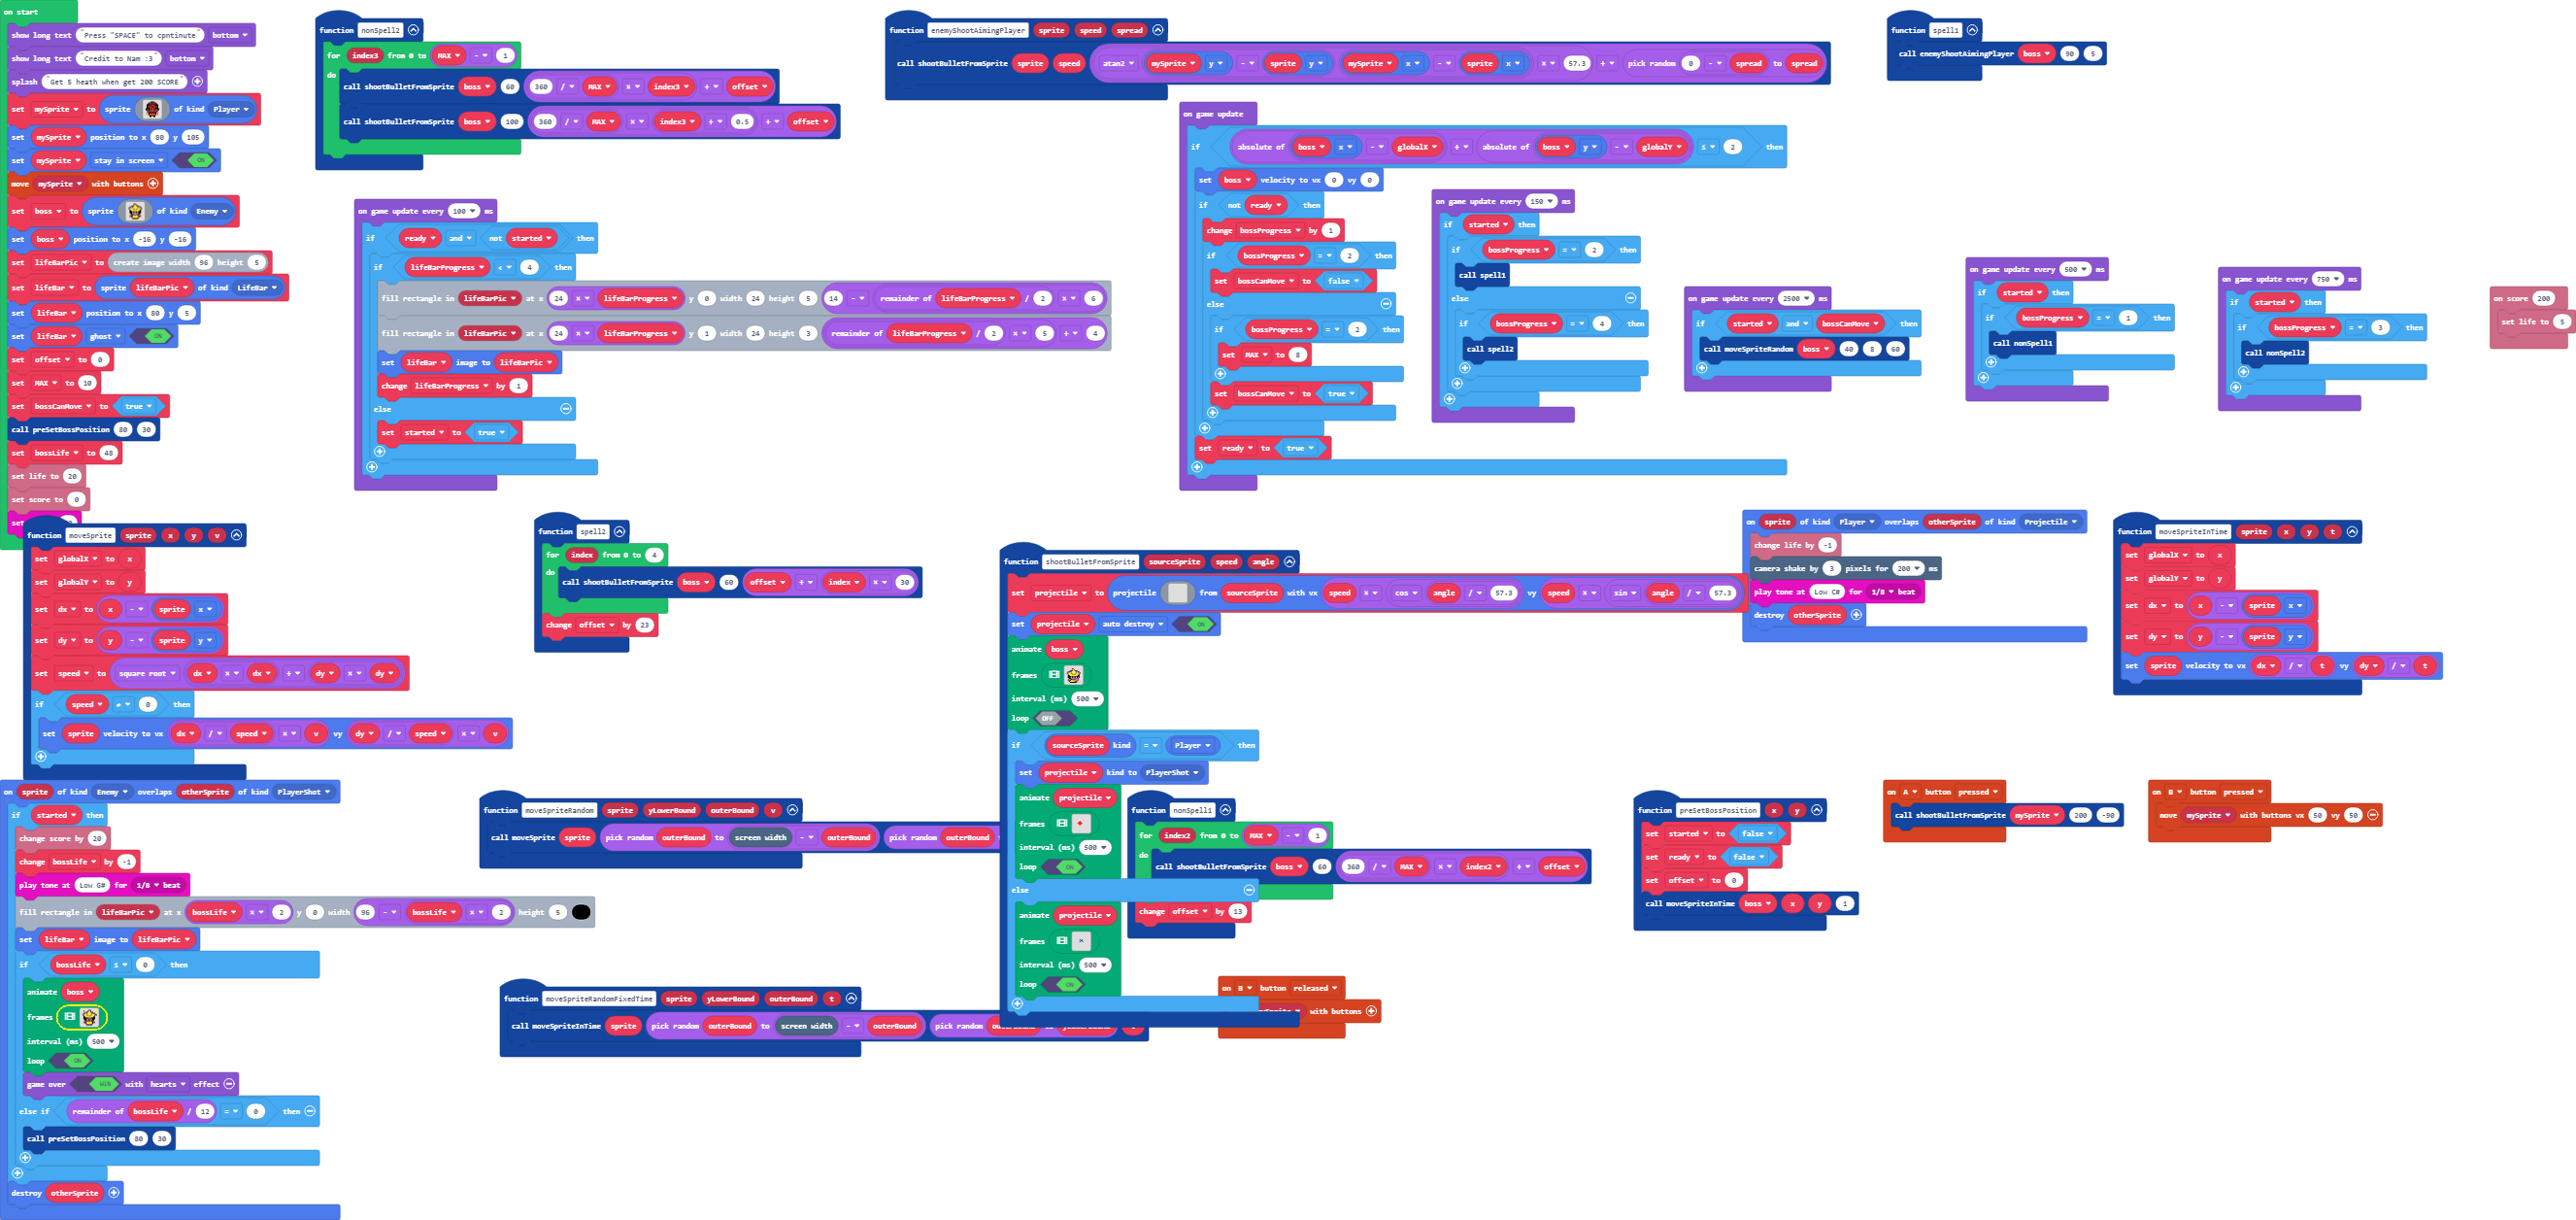 on start
show long text "Press "SPACE" to cpntinute" bottom
show long text "Credit to Nam :3" bottom
splash "Get 5 heath when get 200 SCORE"
set mySprite to sprite of kind Player
set mySprite position to x 80 y 105
set mySprite stay in screen ON
move mySprite with buttons
set boss to sprite of kind Enemy
set boss position to x -16 y -16
set lifeBarPic to create image width 96 height 5
set lifeBar to sprite lifeBarPic of kind LifeBar
set lifeBar position to x 80 y 5
set lifeBar ghost ON
set offset to 0
set MAX to 10
set bossCanMove to true
call preSetBossPosition 80 30
set bossLife to 48
set life to 20
set score to 0
set
function nonSpell2
for index3 from 0 to MAX - 1
do
call shootBulletFromSprite boss 60 360 / MAX × index3 + offset
call shootBulletFromSprite boss 100 360 / MAX × index3 + 0.5 + offset
function enemyShootAimingPlayer sprite speed spread
call shootBulletFromSprite sprite speed atan2 mySprite y - sprite y mySprite x - sprite x × 57.3 + pick random 0 - spread to spread
function spell1
call enemyShootAimingPlayer boss 90 5
on game update every 100 ms
if ready and not started then
if lifeBarProgress < 4 then
fill rectangle in lifeBarPic at x 24 × lifeBarProgress y 0 width 24 height 5 14 - remainder of lifeBarProgress / 2 × 6
fill rectangle in lifeBarPic at x 24 × lifeBarProgress y 1 width 24 height 3 remainder of lifeBarProgress / 2 × 5 + 4
set lifeBar image to lifeBarPic
change lifeBarProgress by 1
else
set started to true
on game update
if absolute of boss x - globalX + absolute of boss y - globalY ≤ 2 then
set boss velocity to vx 0 vy 0
if not ready then
change bossProgress by 1
if bossProgress = 2 then
set bossCanMove to false
else
if bossProgress = 2 then
set MAX to 8
set bossCanMove to true
set ready to true
on game update every 150 ms
if started then
if bossProgress = 2 then
call spell1
else
if bossProgress = 4 then
call spell2
on game update every 2500 ms
if started and bossCanMove then
call moveSpriteRandom boss 40 8 60
on game update every 500 ms
if started then
if bossProgress = 1 then
call nonSpell1
on game update every 750 ms
if started then
if bossProgress = 3 then
call nonSpell2
on score 200
set life to 5
function moveSprite sprite x y v
set globalX to x
set globalY to y
set dx to x - sprite x
set dy to y - sprite y
set speed to square root dx × dx + dy × dy
if speed ≠ 0 then
set sprite velocity to vx dx / speed × v vy dy / speed × v
function spell2
for index from 0 to 4
do
call shootBulletFromSprite boss 60 offset + index × 30
change offset by 23
function shootBulletFromSprite sourceSprite speed angle
set projectile to projectile from sourceSprite with vx speed × cos angle / 57.3 vy speed × sin angle / 57.3
set projectile auto destroy ON
animate boss
frames
interval (ms) 500
loop OFF
if sourceSprite kind = Player then
set projectile kind to PlayerShot
animate projectile
frames
interval (ms) 500
loop ON
else
animate projectile
frames
interval (ms) 500
loop ON
on sprite of kind Player overlaps otherSprite of kind Projectile
change life by -1
camera shake by 3 pixels for 200 ms
play tone at Low C# for 1/8 beat
destroy otherSprite
function moveSpriteInTime sprite x y t
set globalX to x
set globalY to y
set dx to x - sprite x
set dy to y - sprite y
set sprite velocity to vx dx / t vy dy / t
on sprite of kind Enemy overlaps otherSprite of kind PlayerShot
if started then
change score by 20
change bossLife by -1
play tone at Low G# for 1/8 beat
fill rectangle in lifeBarPic at x bossLife × 2 y 0 width 96 - bossLife × 2 height 5
set lifeBar image to lifeBarPic
if bossLife ≤ 0 then
animate boss
frames
interval (ms) 500
loop ON
game over WIN with hearts effect
else if remainder of bossLife / 12 = 0 then
call preSetBossPosition 80 30
destroy otherSprite
function moveSpriteRandom sprite yLowerBound outerBound v
call moveSprite sprite pick random outerBound to screen width - outerBound pick random outerBound
function moveSpriteRandomFixedTime sprite yLowerBound outerBound t
call moveSpriteInTime sprite pick random outerBound to screen width - outerBound pick random
function nonSpell1
for index2 from 0 to MAX - 1
do
call shootBulletFromSprite boss 60 360 / MAX × index2 + offset
change offset by 13
on B button released
with buttons
function preSetBossPosition x y
set started to false
set ready to false
set offset to 0
call moveSpriteInTime boss x y 1
on A button pressed
call shootBulletFromSprite mySprite 200 -90
on B button pressed
move mySprite with buttons vx 50 vy 50